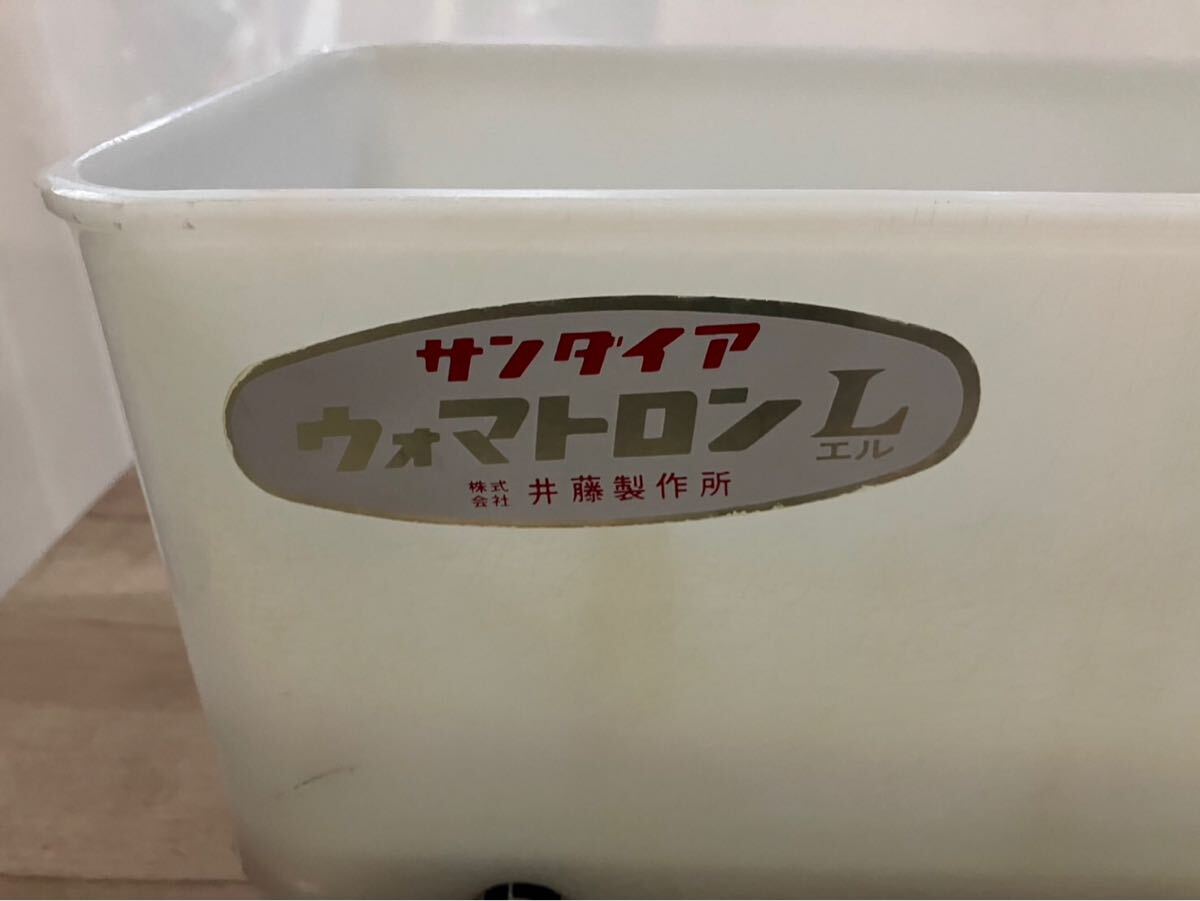 サンダイア
ウォマトロンL
エル
株式会社 井藤製作所